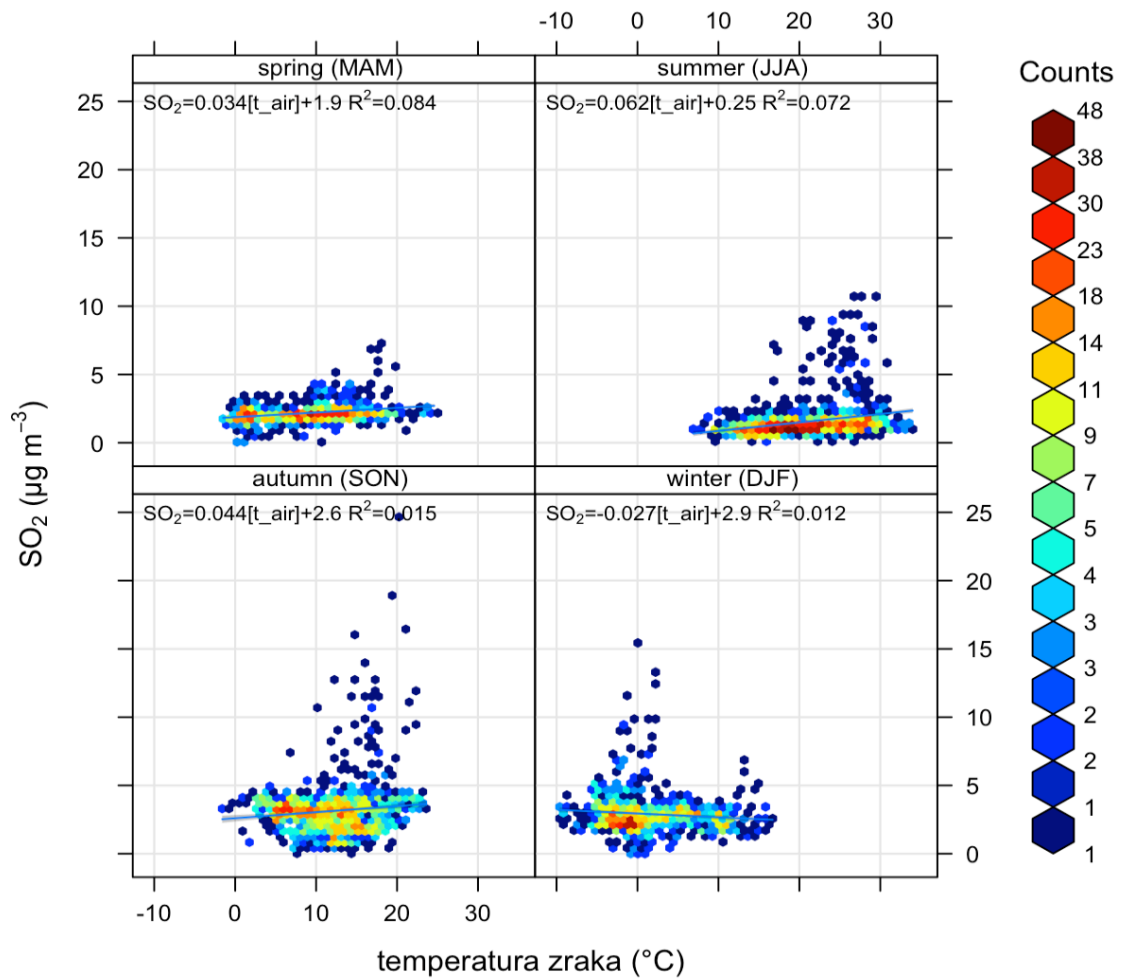 -10 0 10 20 30
spring (MAM)
summer (JJA)
Counts
SO₂=0.034[t_air]+1.9 R²=0.084
SO₂=0.062[t_air]+0.25 R²=0.072
25
20
15
10
5
0
autumn (SON)
winter (DJF)
SO₂=0.044[t_air]+2.6 R²=0.015
SO₂=-0.027[t_air]+2.9 R²=0.012
25
20
15
10
5
0
SO₂ (µg m⁻³)
-10 0 10 20 30
temperatura zraka (°C)
48
38
30
23
18
14
11
9
7
5
4
3
3
2
2
1
1